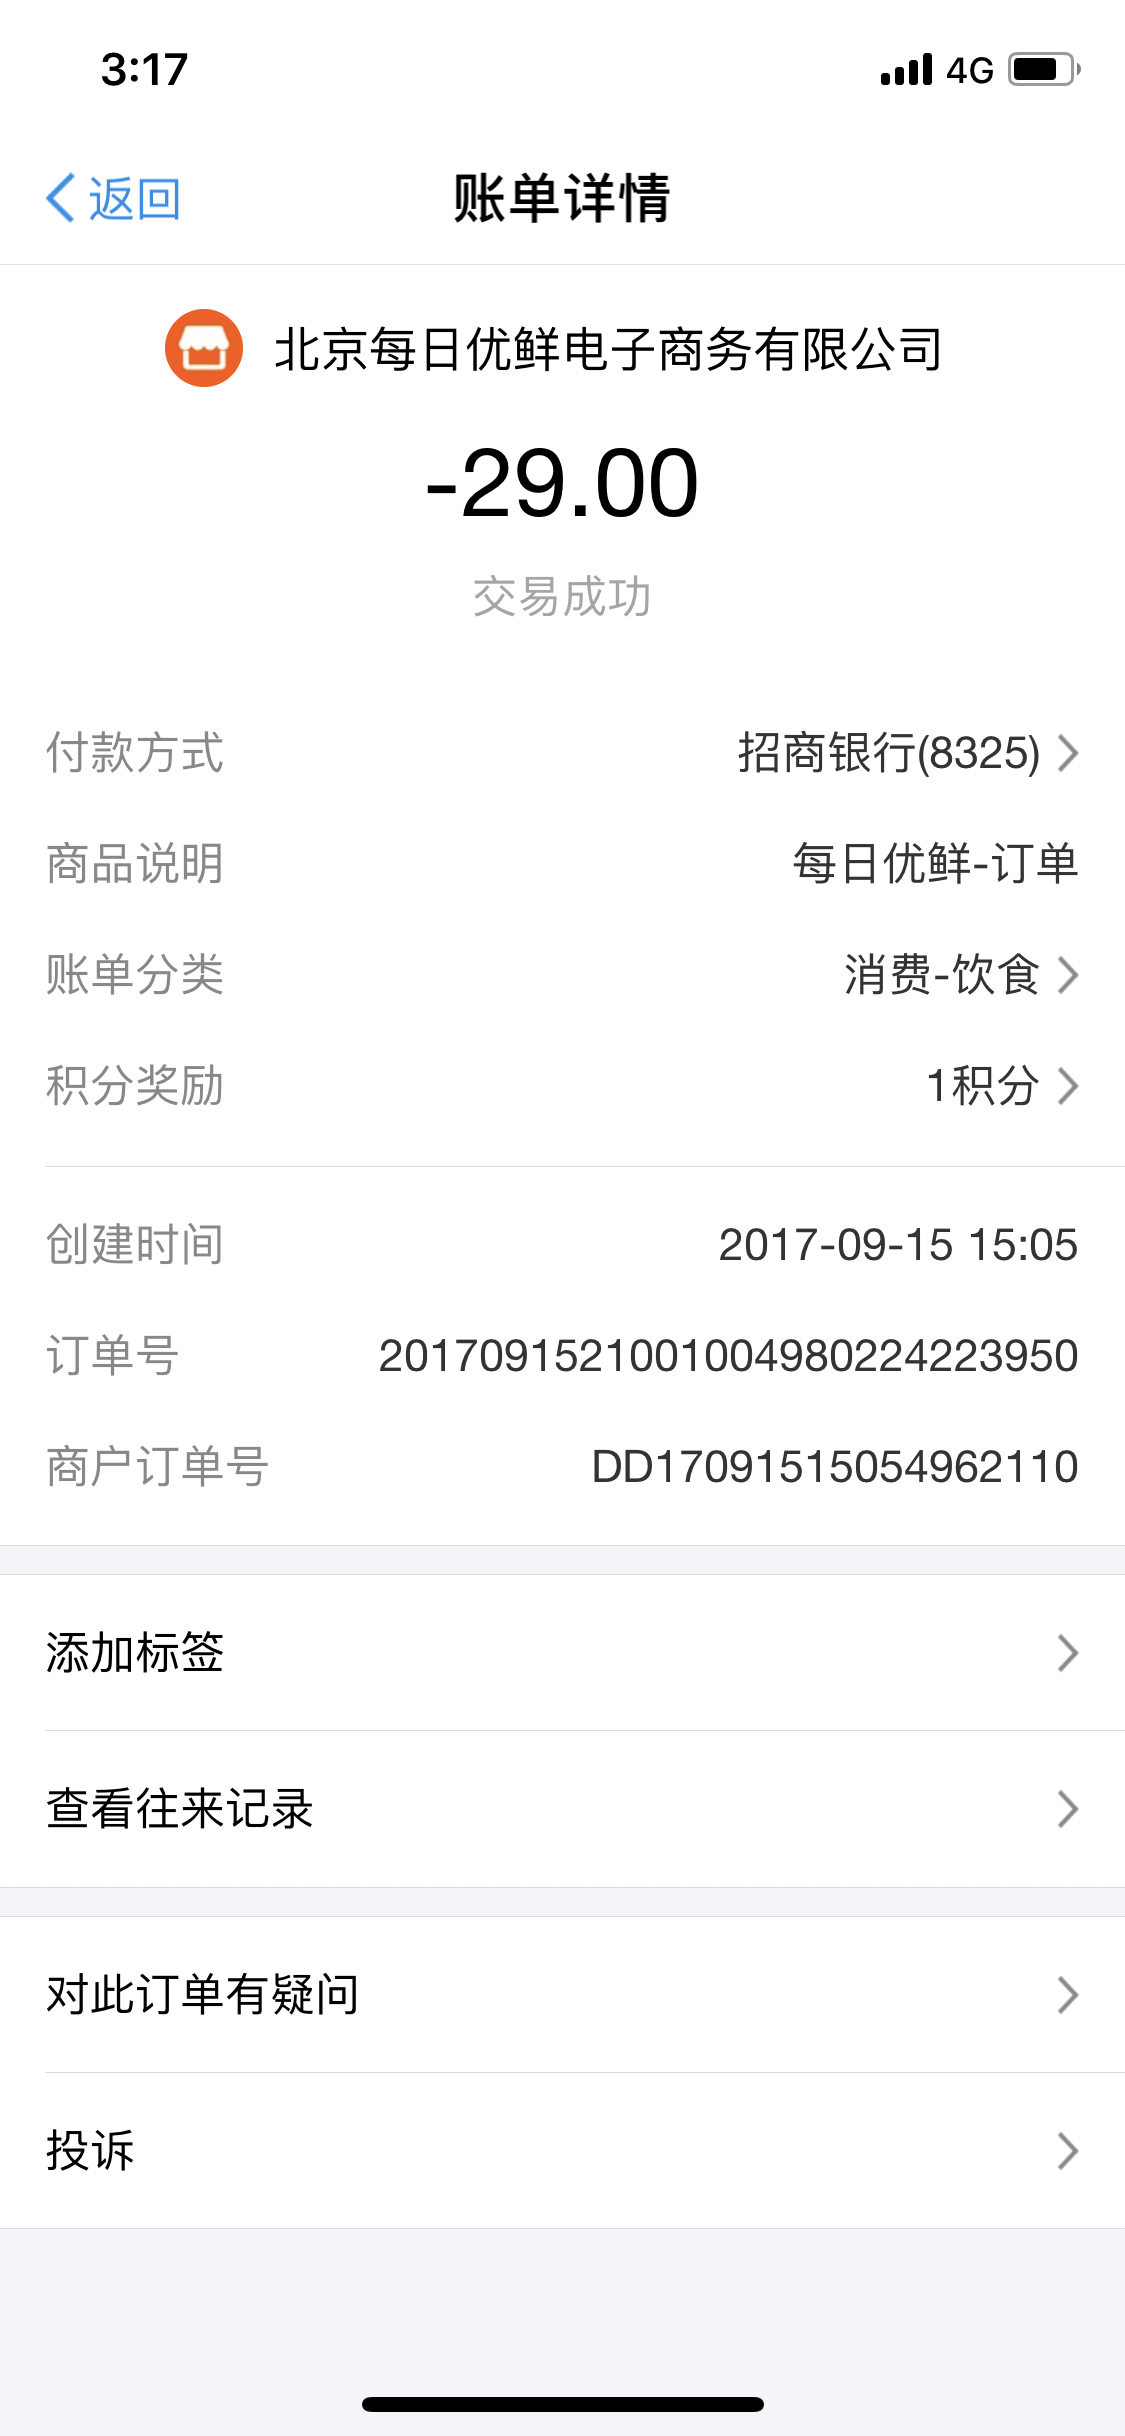 3:17
4G
返回
账单详情
北京每日优鲜电子商务有限公司
-29.00
交易成功
付款方式 招商银行(8325)
商品说明 每日优鲜-订单
账单分类 消费-饮食
积分奖励 1积分
创建时间 2017-09-15 15:05
订单号 2017091521001004980224223950
商户订单号 DD17091515054962110
添加标签
查看往来记录
对此订单有疑问
投诉